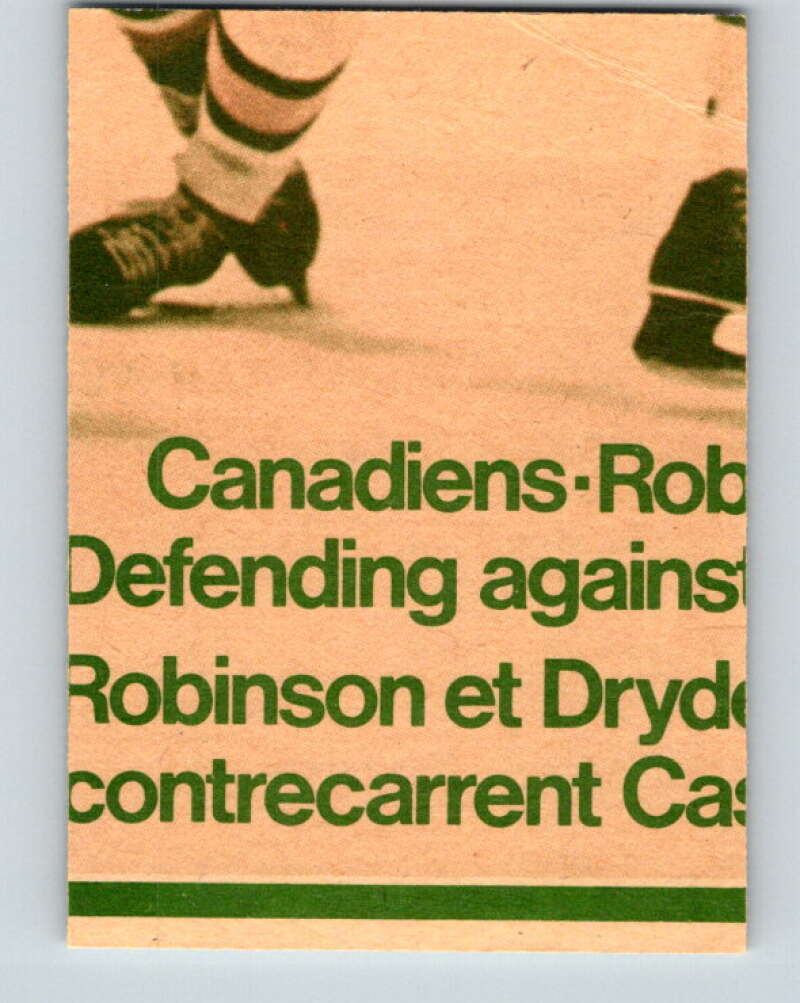 Canadiens·Rob
Defending against
Robinson et Dryde
contrecarrent Cas